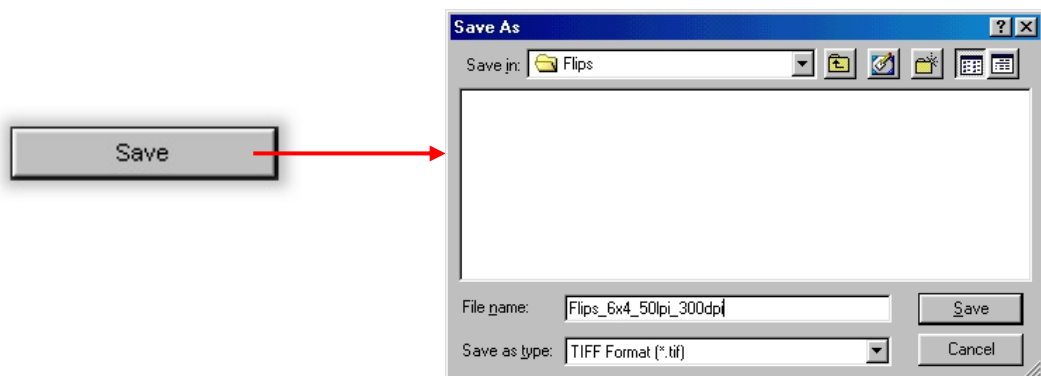 Save
Save As
Save in: Flips
File name: Flips_6x4_50lpi_300dpi Save
Save as type: TIFF Format (*.tif) Cancel